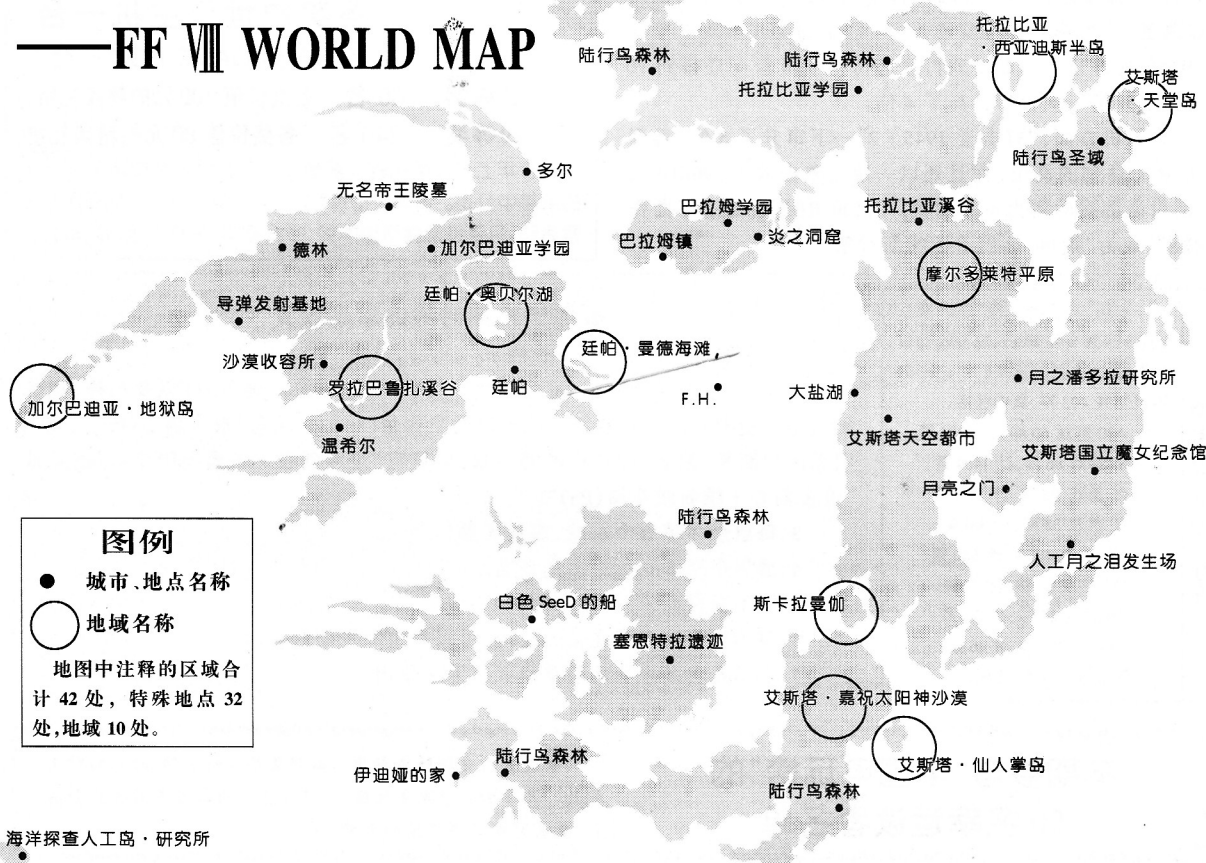 FF Ⅷ WORLD MAP
托拉比亚
·西亚迪斯半岛
陆行鸟森林
陆行鸟森林
艾斯塔
·天堂岛
托拉比亚学园
陆行鸟圣域
多尔
无名帝王陵墓
巴拉姆学园
托拉比亚溪谷
德林
加尔巴迪亚学园
巴拉姆镇
炎之洞窟
摩尔多莱特平原
导弹发射基地
廷帕·奥贝尔湖
沙漠收容所
廷帕·曼德海滩
罗拉巴鲁扎溪谷
廷帕
F.H.
大盐湖
月之潘多拉研究所
加尔巴迪亚·地狱岛
温希尔
艾斯塔天空都市
艾斯塔国立魔女纪念馆
月亮之门
陆行鸟森林
人工月之泪发生场
图例
城市、地点名称
地域名称
地图中注释的区域合
计 42 处，特殊地点 32
处,地域 10 处。
白色 SeeD 的船
斯卡拉曼伽
塞恩特拉遗迹
艾斯塔·嘉祝太阳神沙漠
陆行鸟森林
伊迪娅的家
艾斯塔·仙人掌岛
陆行鸟森林
海洋探查人工岛·研究所